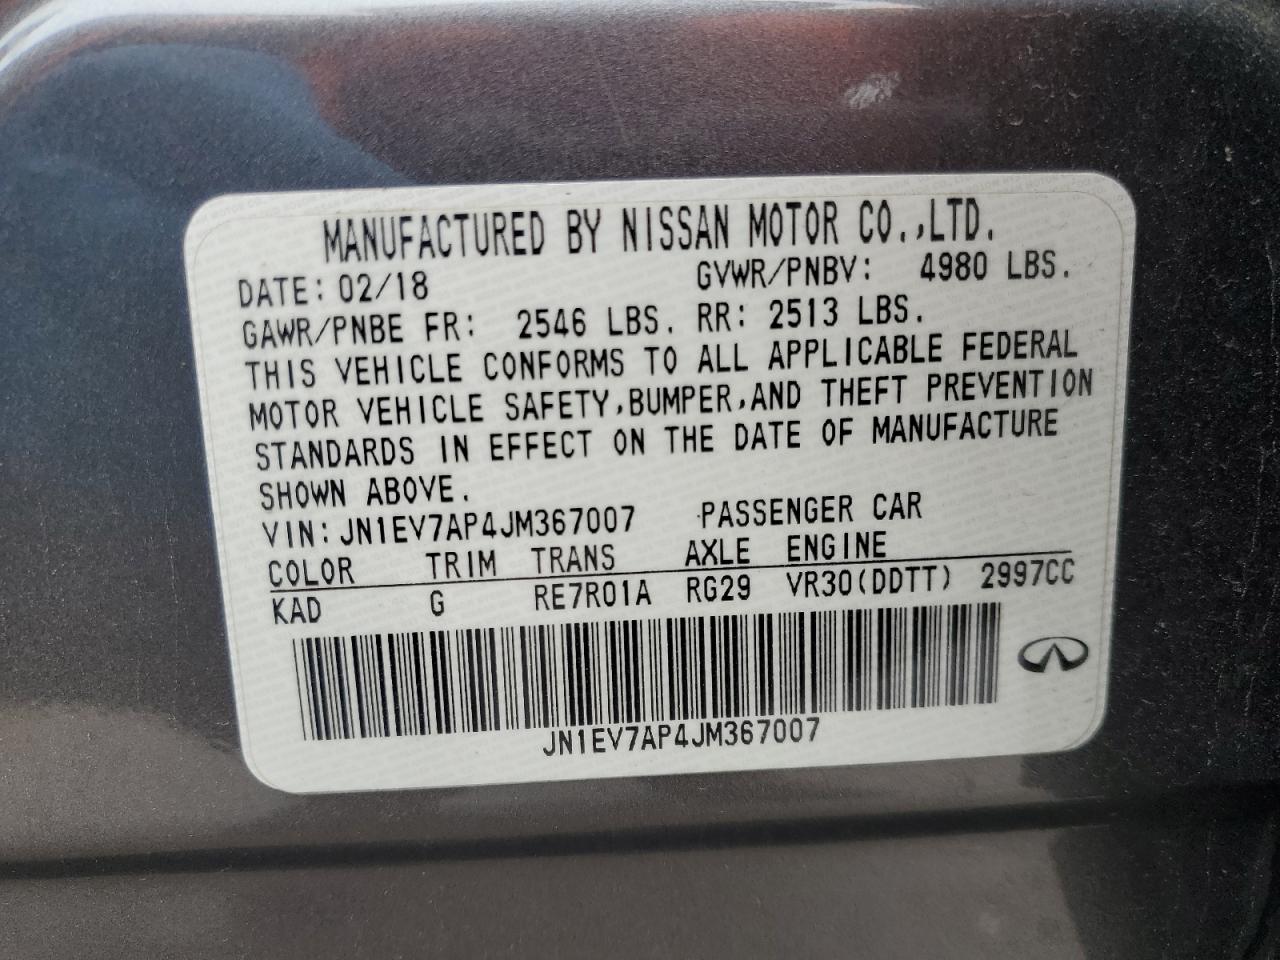 MANUFACTURED BY NISSAN MOTOR CO.,LTD.
DATE: 02/18 GVWR/PNBV: 4980 LBS.
GAWR/PNBE FR: 2546 LBS. RR: 2513 LBS.
THIS VEHICLE CONFORMS TO ALL APPLICABLE FEDERAL
MOTOR VEHICLE SAFETY,BUMPER,AND THEFT PREVENTION
STANDARDS IN EFFECT ON THE DATE OF MANUFACTURE
SHOWN ABOVE.
VIN: JN1EV7AP4JM367007 PASSENGER CAR
COLOR TRIM TRANS AXLE ENGINE
KAD G RE7R01A RG29 VR30(DDTT) 2997CC
JN1EV7AP4JM367007